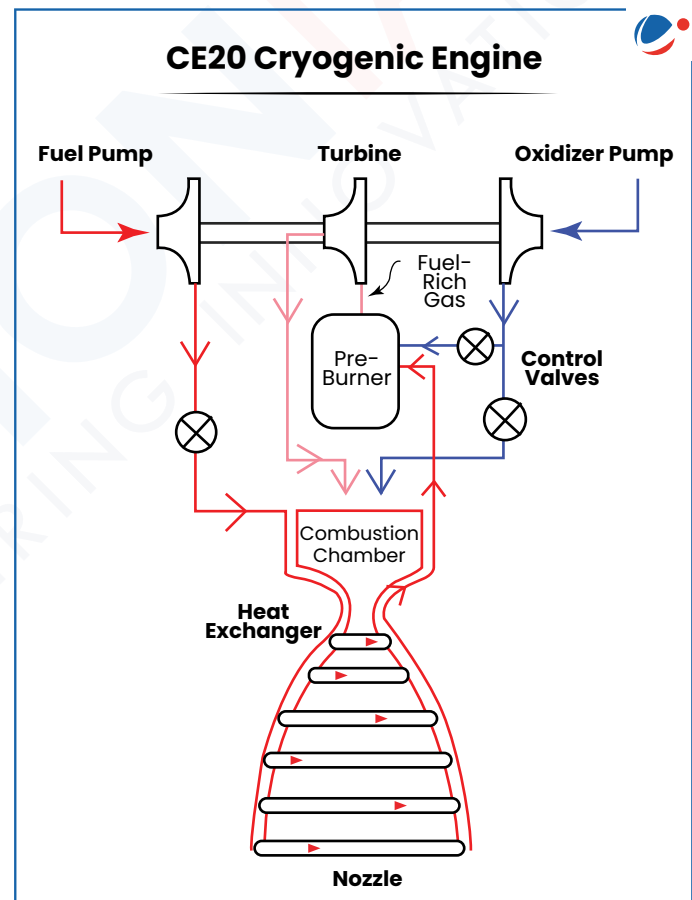 CE20 Cryogenic Engine
Fuel Pump
Turbine
Oxidizer Pump
Fuel-
Rich
Gas
Pre-
Burner
Control
Valves
Combustion
Chamber
Heat
Exchanger
Nozzle